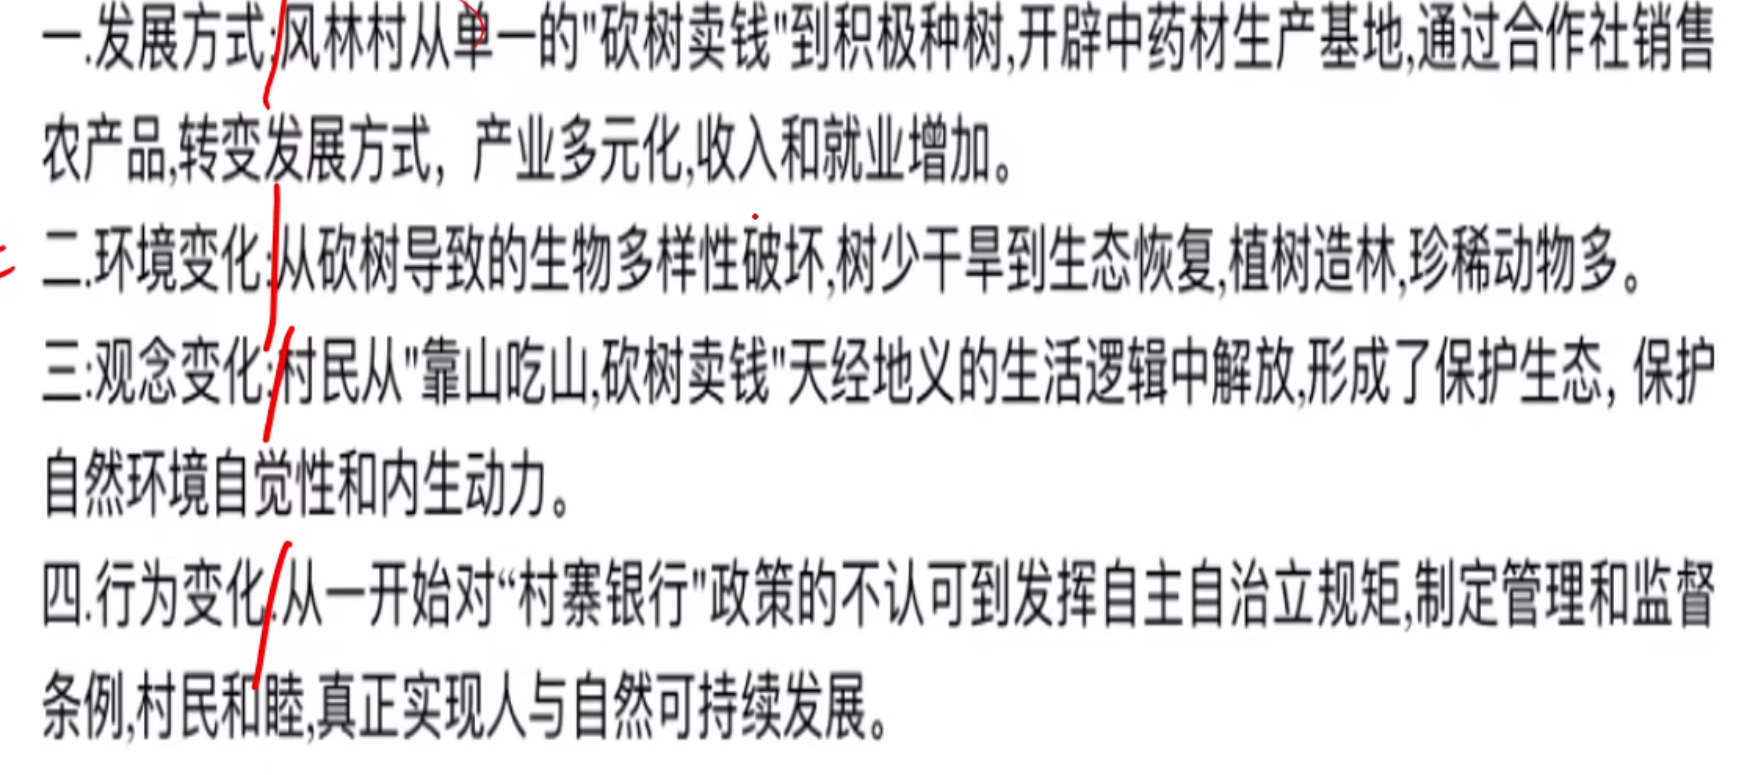 一.发展方式:风林村从单一的"砍树卖钱"到积极种树,开辟中药材生产基地,通过合作社销售
农产品,转变发展方式，产业多元化,收入和就业增加。
二.环境变化:从砍树导致的生物多样性破坏,树少干旱到生态恢复,植树造林,珍稀动物多。
三:观念变化:村民从"靠山吃山,砍树卖钱"天经地义的生活逻辑中解放,形成了保护生态，保护
自然环境自觉性和内生动力。
四.行为变化:从一开始对“村寨银行"政策的不认可到发挥自主自治立规矩,制定管理和监督
条例,村民和睦,真正实现人与自然可持续发展。